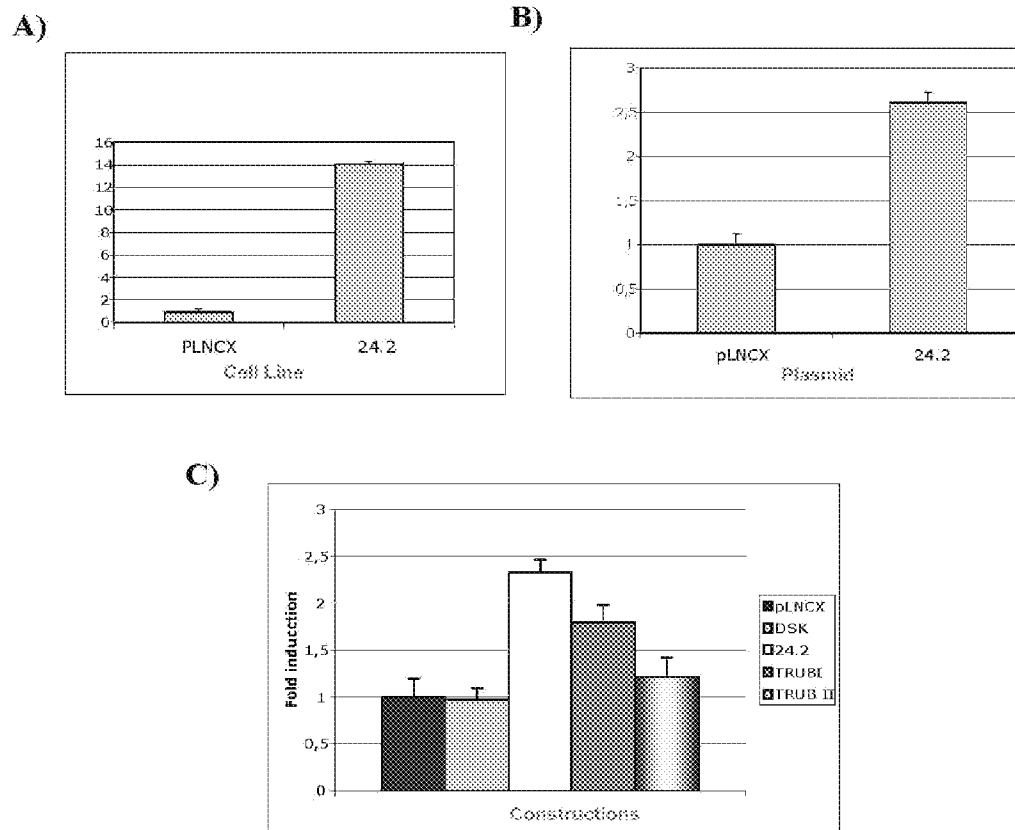 A)
16
14
12
10
8
6
4
2
0
PLNCX 24.2
Cell Line
B)
3
2,5
2
1,5
1
0,5
0
pLNCX 24.2
Plasmid
C)
Fold inducction
3
2,5
2
1,5
1
0,5
0
Constructions
pLNCX
DSK
24.2
TRUBI
TRUB II